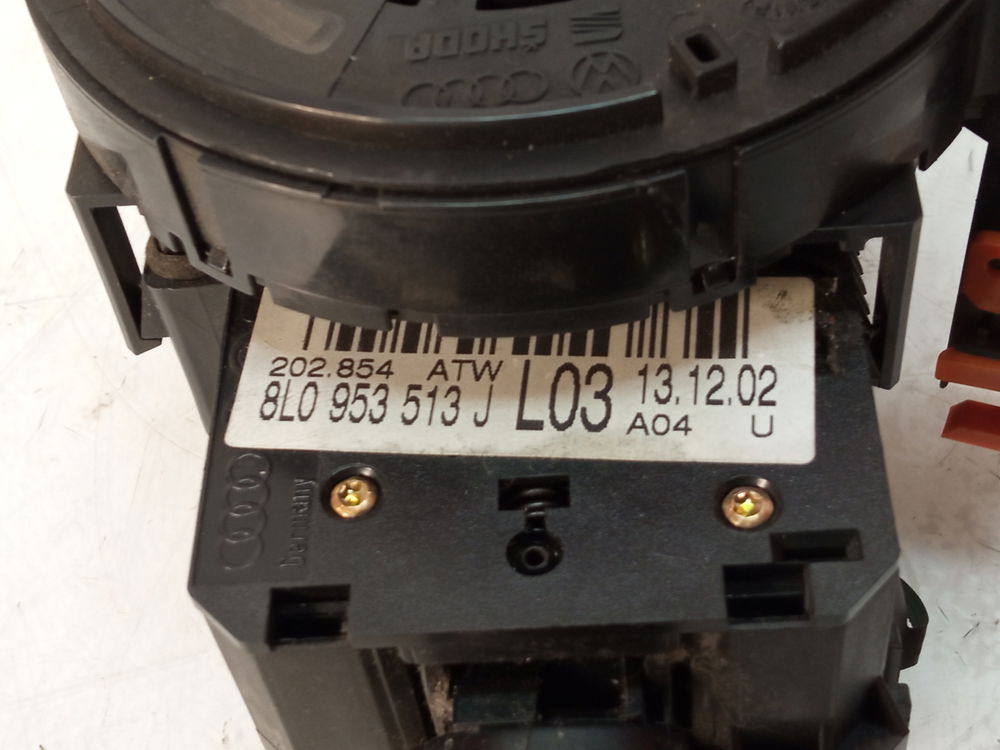 ŠKODA
202.854 ATW
8L0 953 513 J L03 13.12.02
A04 U
Germany